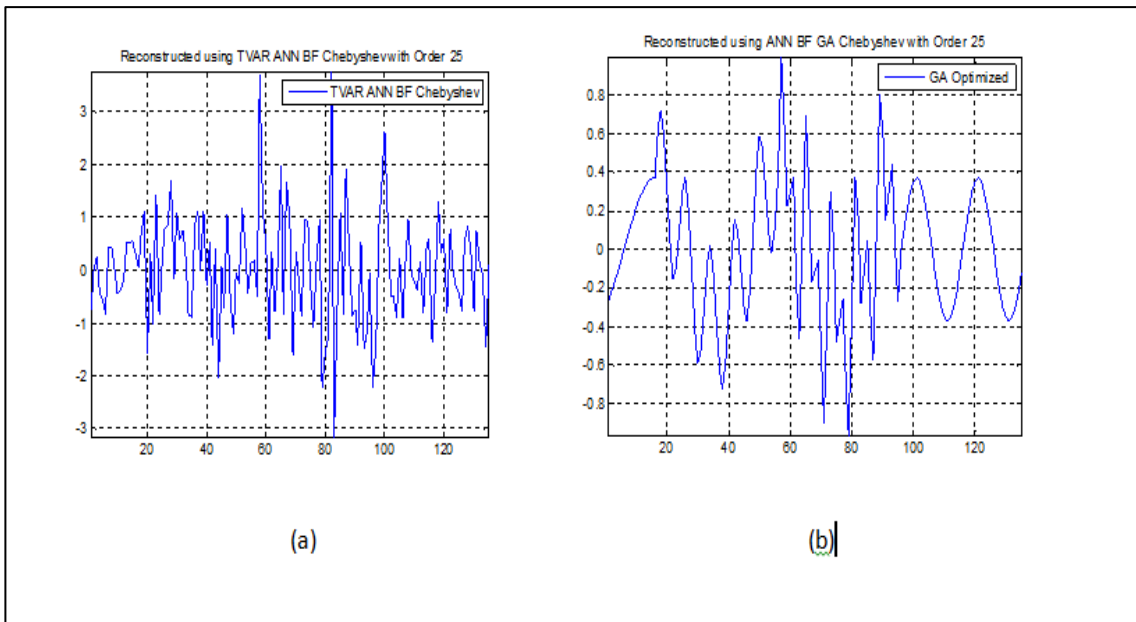 Reconstructed using TVAR ANN BF Chebyshev with Order 25
TVAR ANN BF Chebyshev
3
2
1
0
-1
-2
-3
20 40 60 80 100 120
(a)
Reconstructed using ANN BF GA Chebyshev with Order 25
GA Optimized
0.8
0.6
0.4
0.2
0
-0.2
-0.4
-0.6
-0.8
20 40 60 80 100 120
(b)